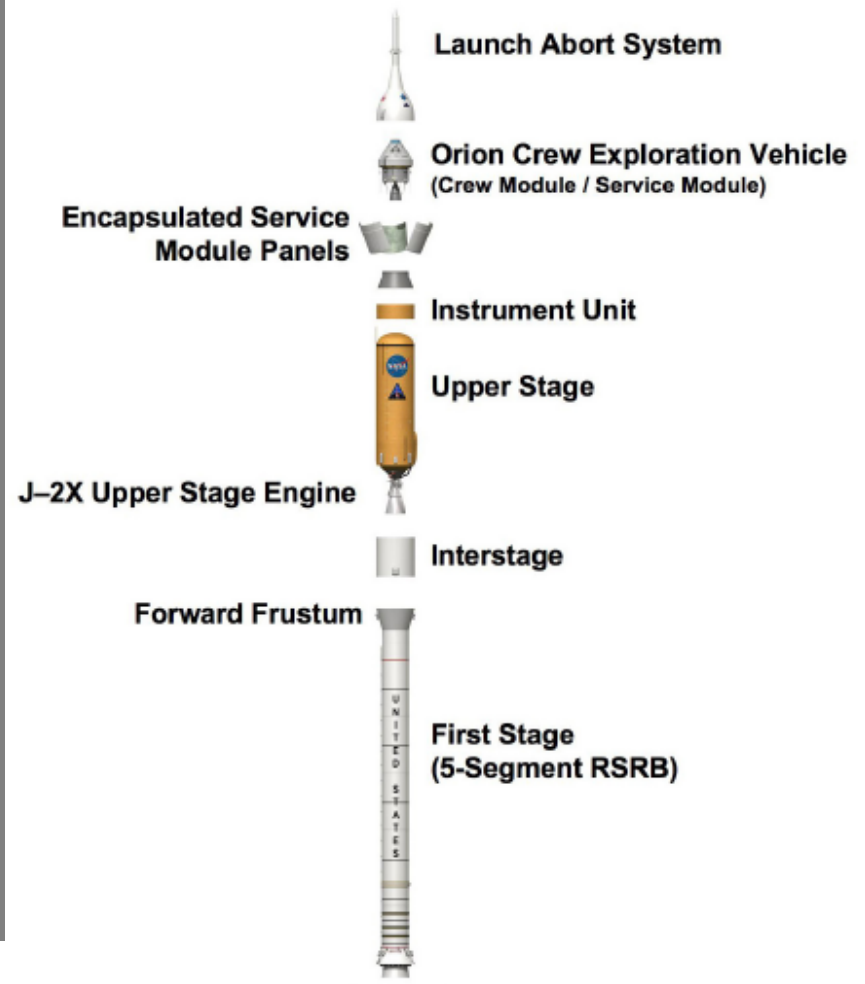 Launch Abort System
Orion Crew Exploration Vehicle
(Crew Module / Service Module)
Encapsulated Service
Module Panels
Instrument Unit
NASA
Upper Stage
J–2X Upper Stage Engine
Interstage
Forward Frustum
UNITED STATES
First Stage
(5-Segment RSRB)